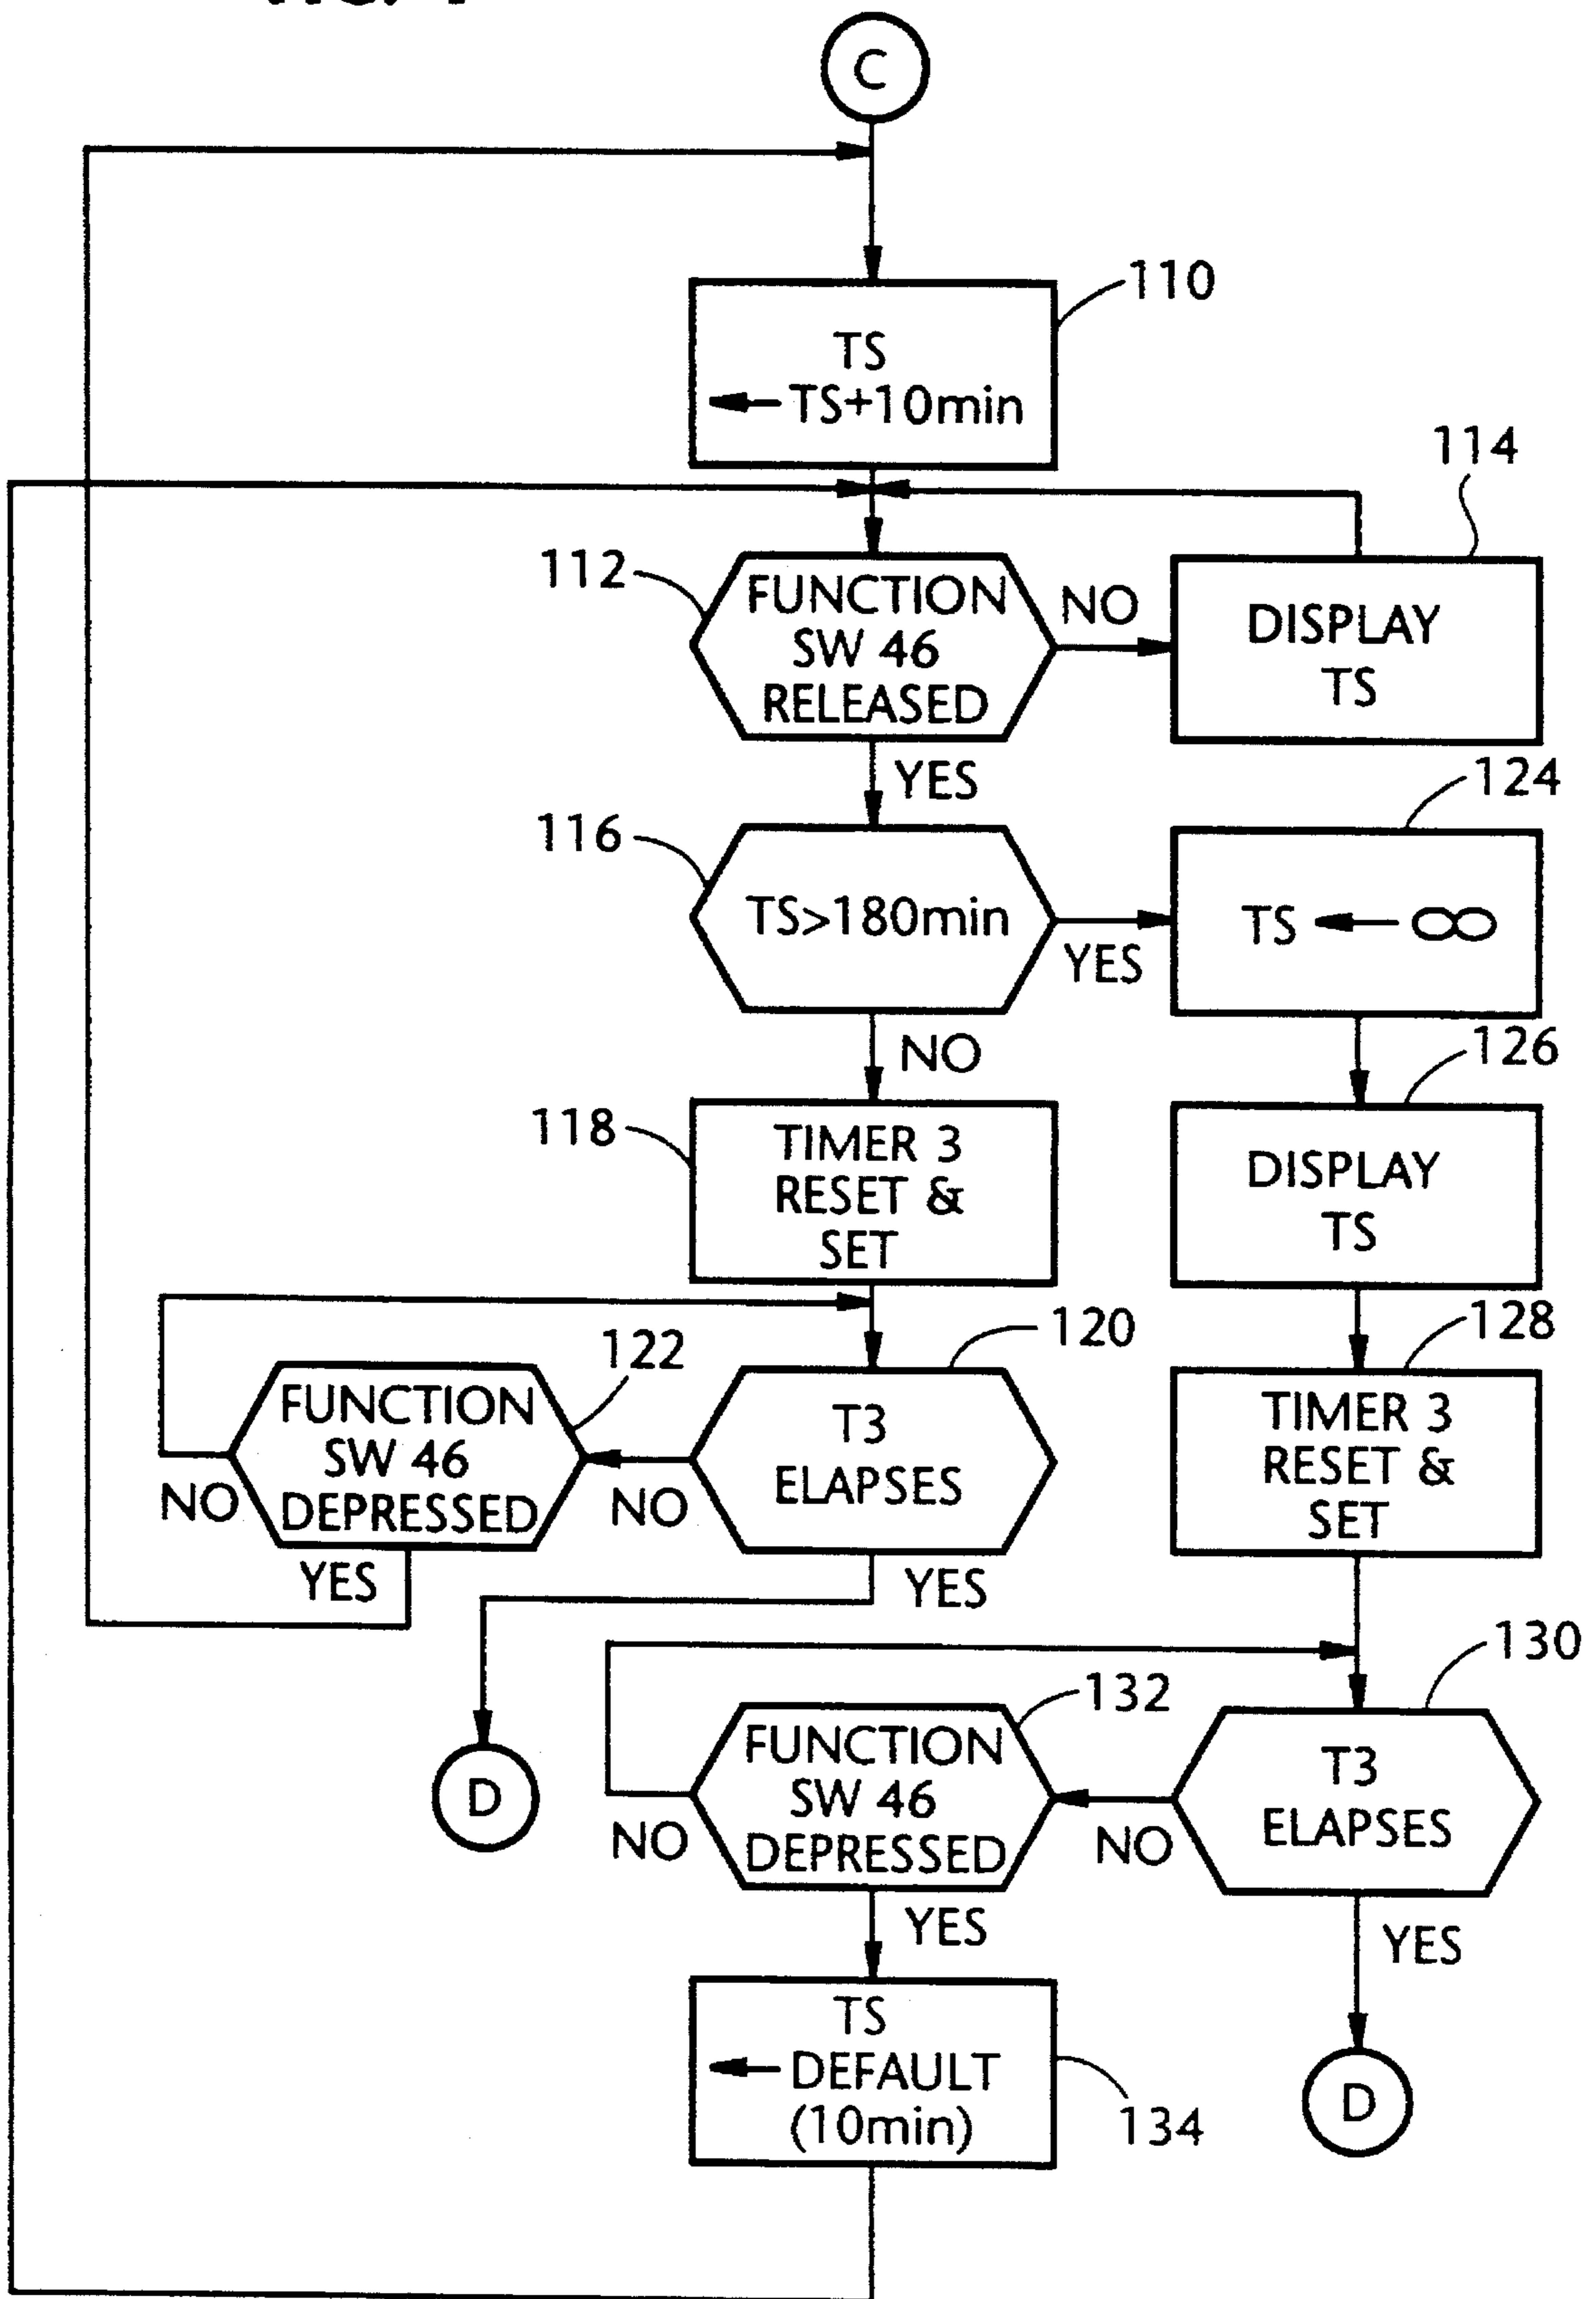 C
110
TS
← TS+10min
114
112
FUNCTION
SW 46
RELEASED
NO
DISPLAY
TS
YES
124
116
TS>180min
YES
TS ← ∞
NO
126
118
TIMER 3
RESET &
SET
DISPLAY
TS
120
128
122
FUNCTION
SW 46
DEPRESSED
NO
YES
NO
T3
ELAPSES
YES
TIMER 3
RESET &
SET
130
132
D
FUNCTION
SW 46
DEPRESSED
NO
NO
T3
ELAPSES
YES
YES
TS
← DEFAULT
(10min)
134
D